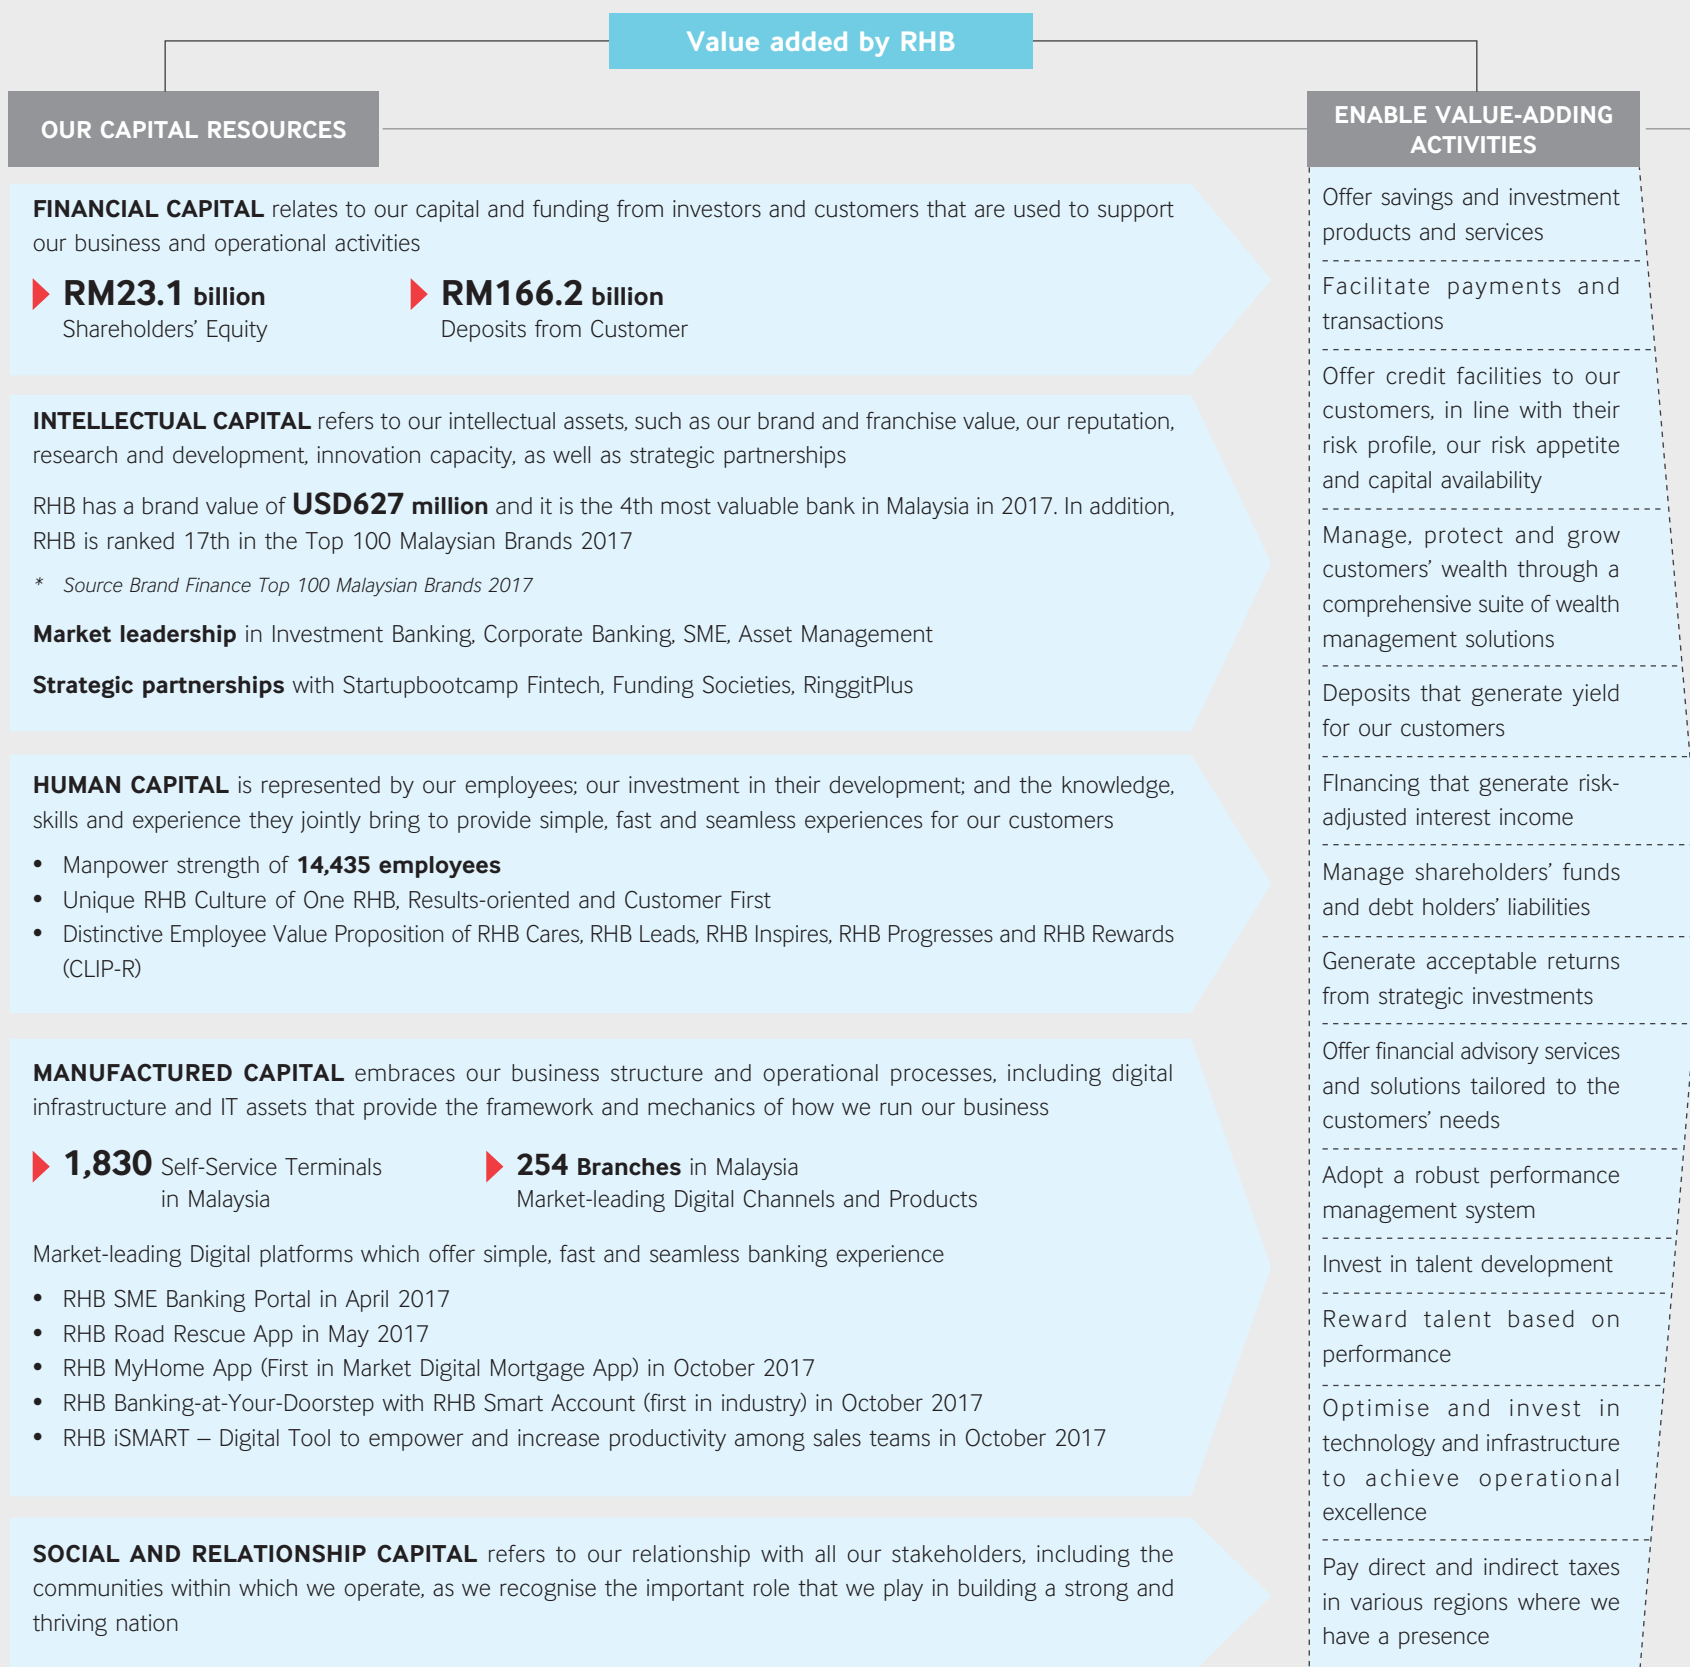 Value added by RHB
OUR CAPITAL RESOURCES
FINANCIAL CAPITAL relates to our capital and funding from investors and customers that are used to support
our business and operational activities
RM23.1 billion
Shareholders' Equity
RM166.2 billion
Deposits from Customer
INTELLECTUAL CAPITAL refers to our intellectual assets, such as our brand and franchise value, our reputation,
research and development, innovation capacity, as well as strategic partnerships
RHB has a brand value of USD627 million and it is the 4th most valuable bank in Malaysia in 2017. In addition,
RHB is ranked 17th in the Top 100 Malaysian Brands 2017
* Source Brand Finance Top 100 Malaysian Brands 2017
Market leadership in Investment Banking, Corporate Banking, SME, Asset Management
Strategic partnerships with Startupbootcamp Fintech, Funding Societies, RinggitPlus
HUMAN CAPITAL is represented by our employees; our investment in their development; and the knowledge,
skills and experience they jointly bring to provide simple, fast and seamless experiences for our customers
• Manpower strength of 14,435 employees
• Unique RHB Culture of One RHB, Results-oriented and Customer First
• Distinctive Employee Value Proposition of RHB Cares, RHB Leads, RHB Inspires, RHB Progresses and RHB Rewards
(CLIP-R)
MANUFACTURED CAPITAL embraces our business structure and operational processes, including digital
infrastructure and IT assets that provide the framework and mechanics of how we run our business
1,830 Self-Service Terminals
in Malaysia
254 Branches in Malaysia
Market-leading Digital Channels and Products
Market-leading Digital platforms which offer simple, fast and seamless banking experience
• RHB SME Banking Portal in April 2017
• RHB Road Rescue App in May 2017
• RHB MyHome App (First in Market Digital Mortgage App) in October 2017
• RHB Banking-at-Your-Doorstep with RHB Smart Account (first in industry) in October 2017
• RHB iSMART – Digital Tool to empower and increase productivity among sales teams in October 2017
SOCIAL AND RELATIONSHIP CAPITAL refers to our relationship with all our stakeholders, including the
communities within which we operate, as we recognise the important role that we play in building a strong and
thriving nation
ENABLE VALUE-ADDING
ACTIVITIES
Offer savings and investment
products and services
Facilitate payments and
transactions
Offer credit facilities to our
customers, in line with their
risk profile, our risk appetite
and capital availability
Manage, protect and grow
customers' wealth through a
comprehensive suite of wealth
management solutions
Deposits that generate yield
for our customers
FInancing that generate risk-
adjusted interest income
Manage shareholders' funds
and debt holders' liabilities
Generate acceptable returns
from strategic investments
Offer financial advisory services
and solutions tailored to the
customers' needs
Adopt a robust performance
management system
Invest in talent development
Reward talent based on
performance
Optimise and invest in
technology and infrastructure
to achieve operational
excellence
Pay direct and indirect taxes
in various regions where we
have a presence